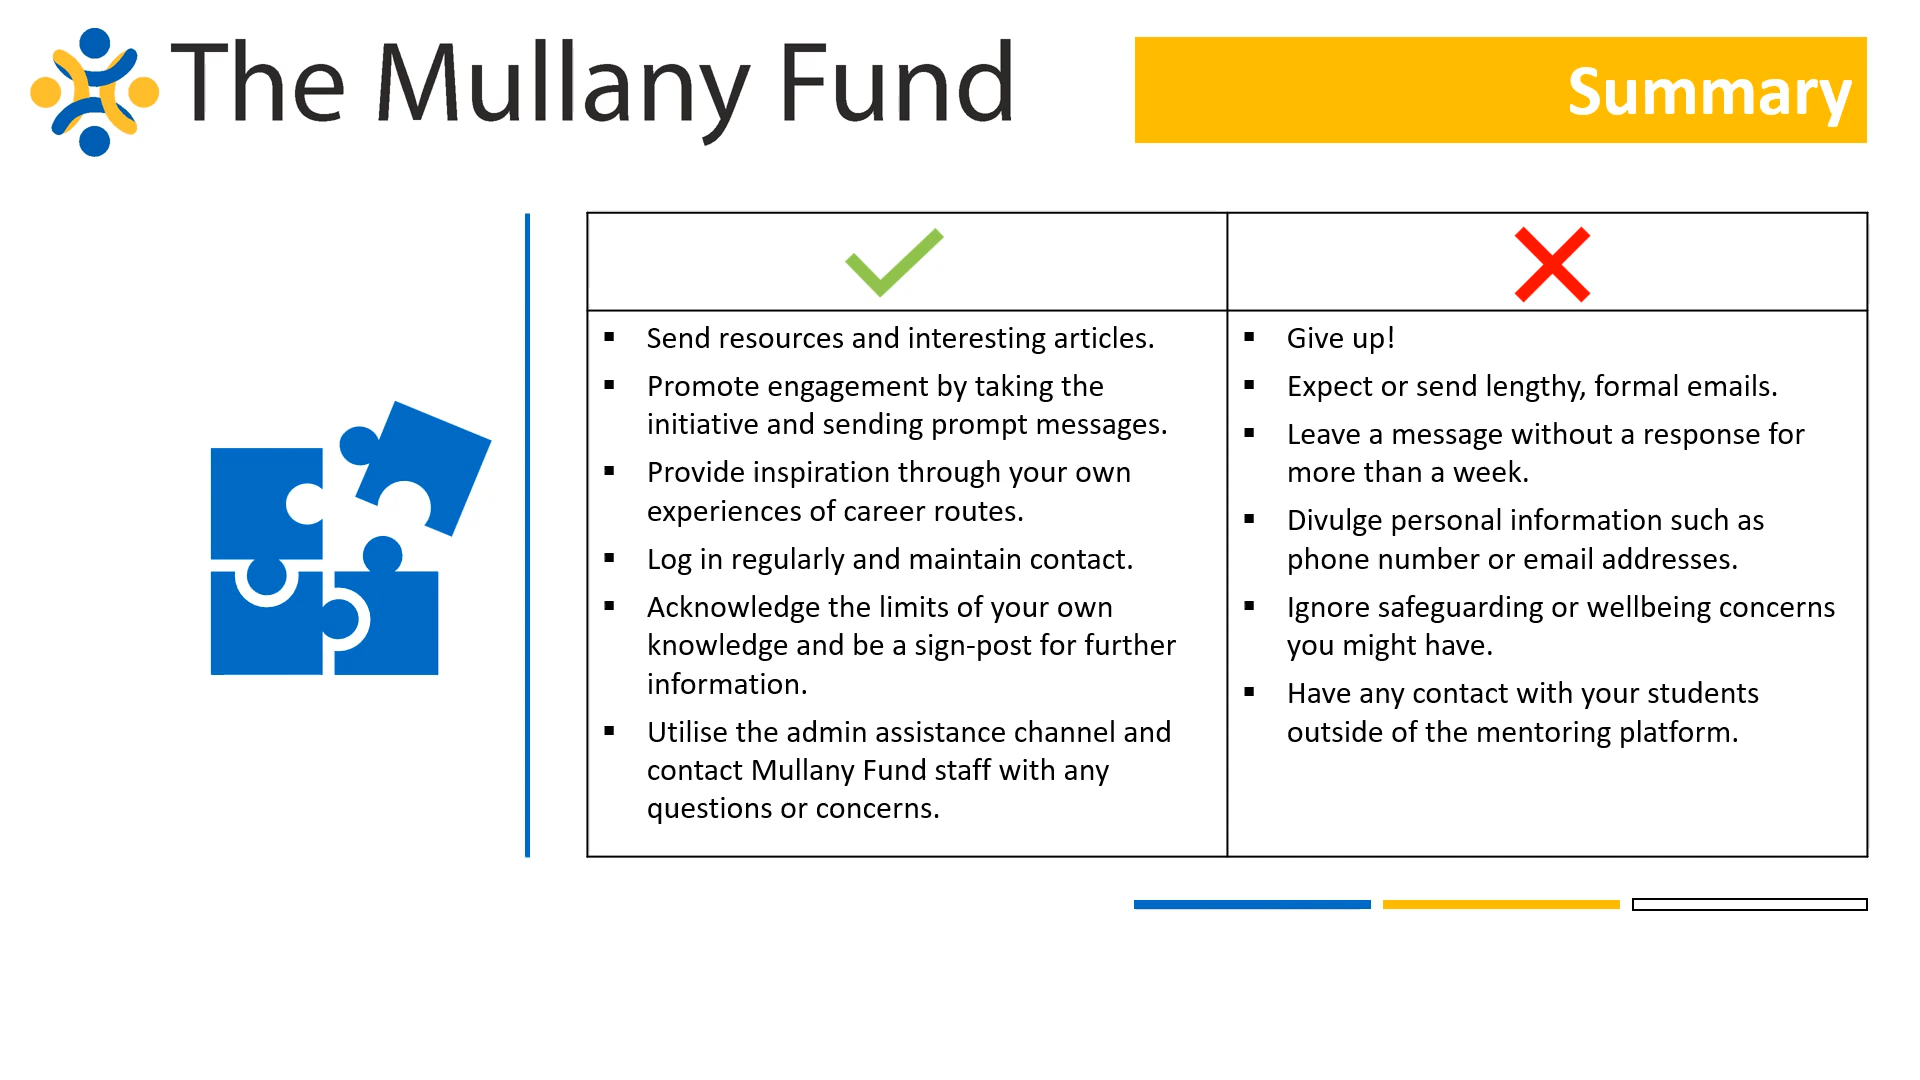 The Mullany Fund
Summary
Send resources and interesting articles.
Promote engagement by taking the
initiative and sending prompt messages.
Provide inspiration through your own
experiences of career routes.
Log in regularly and maintain contact.
Acknowledge the limits of your own
knowledge and be a sign-post for further
information.
Utilise the admin assistance channel and
contact Mullany Fund staff with any
questions or concerns.
Give up!
Expect or send lengthy, formal emails.
Leave a message without a response for
more than a week.
Divulge personal information such as
phone number or email addresses.
Ignore safeguarding or wellbeing concerns
you might have.
Have any contact with your students
outside of the mentoring platform.